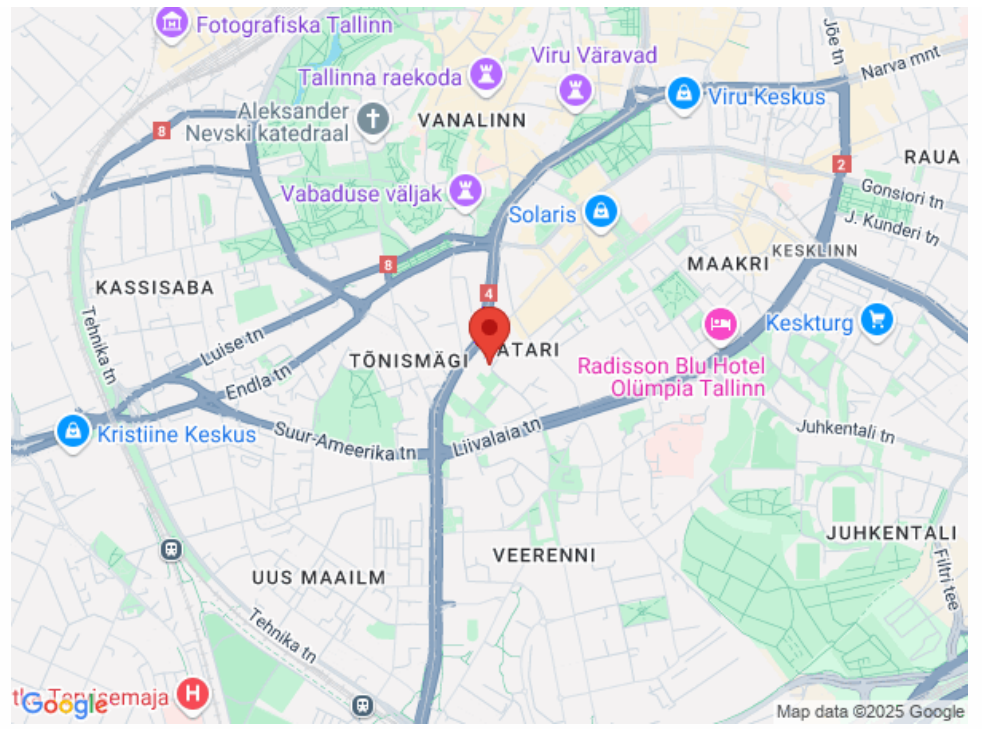 Fotografiska Tallinn
Jõe tn
Narva mnt
Viru Väravad
Tallinna raekoda
Viru Keskus
Aleksander
Nevski katedraal
VANALINN
8
2
RAUA
Vabaduse väljak
Gonsiori tn
Solaris
J. Kunderi tn
KESKLINN
MAAKRI
8
KASSISABA
4
Tehnika tn
Luise tn
Keskturg
ATARI
TÕNISMÄGI
Radisson Blu Hotel
Olümpia Tallinn
Endla tn
Kristiine Keskus
Suur-Ameerika tn
Liivalaia tn
Juhkentali tn
JUHKENTALI
VEERENNI
UUS MAAILM
Filtri tee
Tehnika tn
H
Google
Map data ©2025 Google